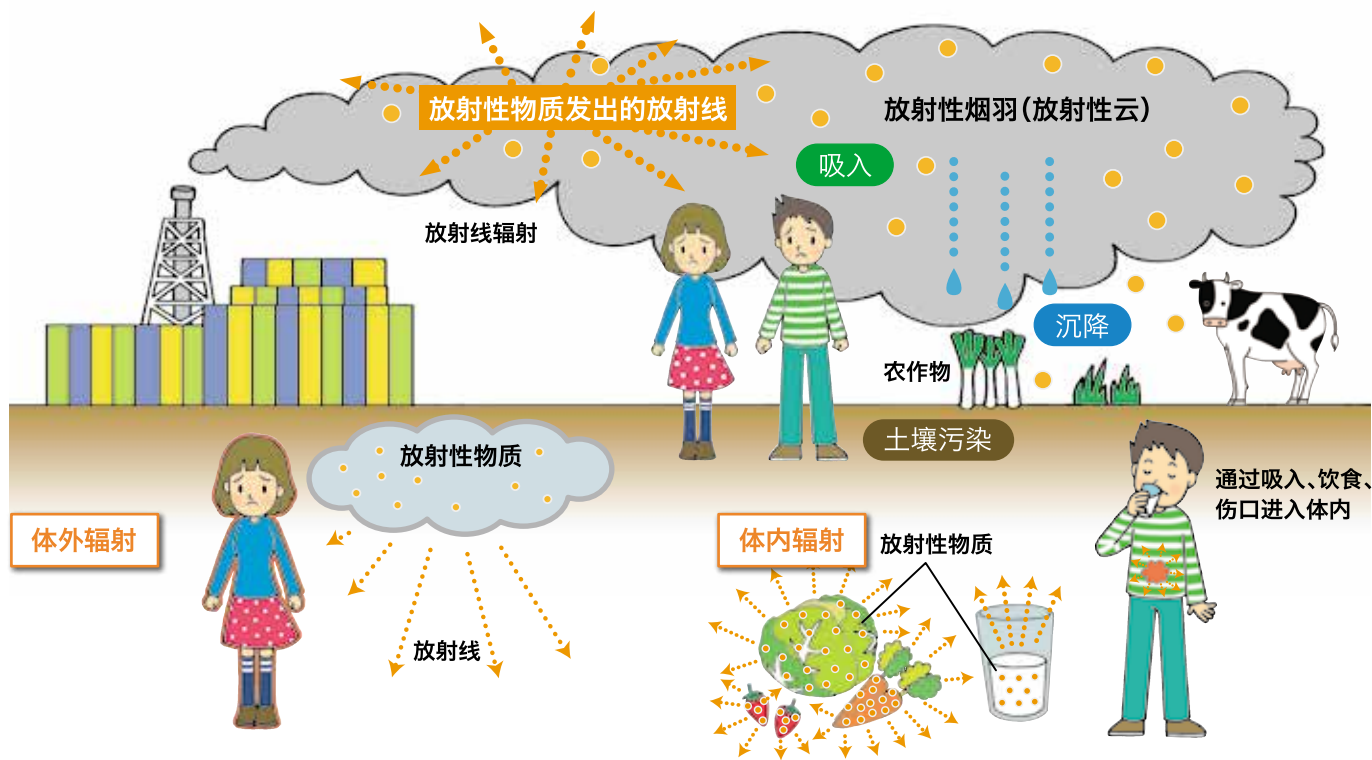 放射性物质发出的放射线
放射性烟羽(放射性云)
吸入
放射线辐射
沉降
农作物
土壤污染
放射性物质
体外辐射
放射线
体内辐射
放射性物质
通过吸入、饮食、
伤口进入体内